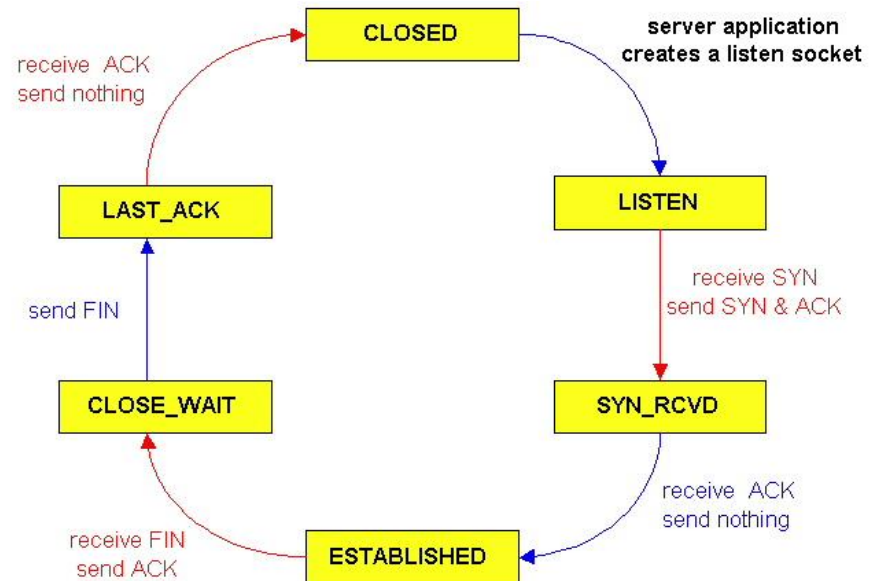 CLOSED
server application
creates a listen socket
receive ACK
send nothing
LAST_ACK
LISTEN
receive SYN
send SYN & ACK
send FIN
CLOSE_WAIT
SYN_RCVD
receive ACK
send nothing
receive FIN
send ACK
ESTABLISHED